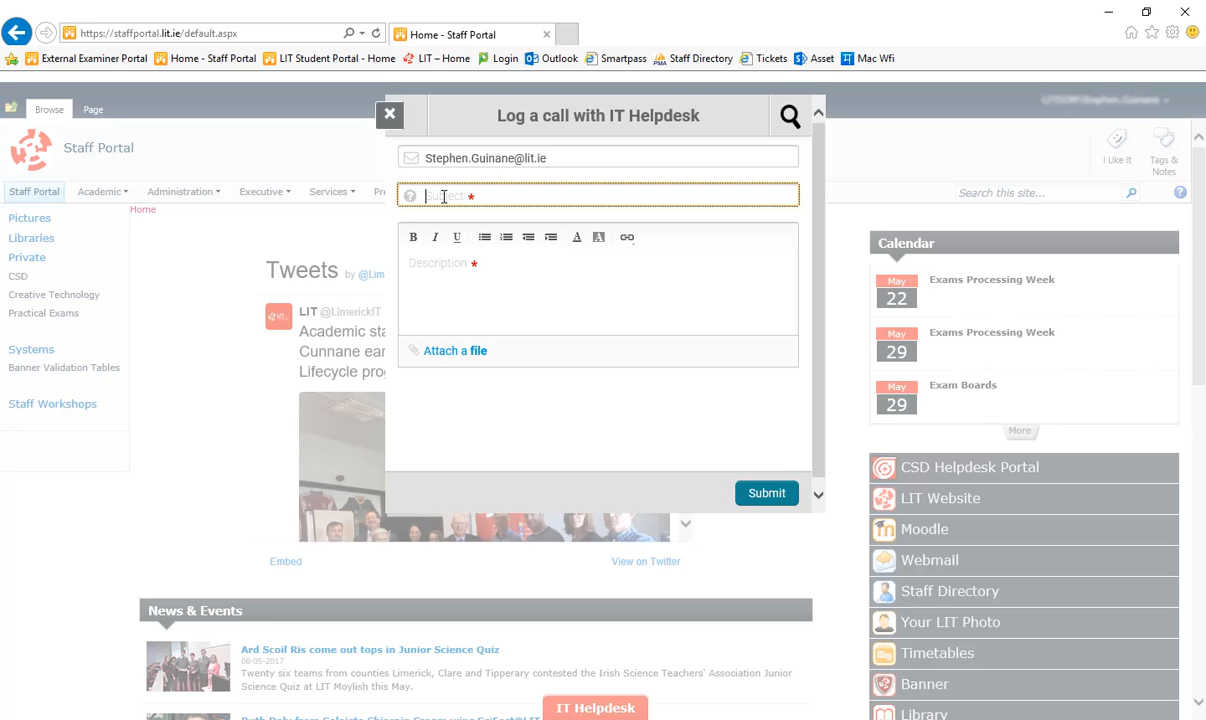 https://staffportal.lit.ie/default.aspx
Home - Staff Portal
External Examiner Portal
Home - Staff Portal
LIT Student Portal - Home
LIT – Home
Login
Outlook
Smartpass
Staff Directory
Tickets
Asset
Mac Wfi
Browse
Page
Staff Portal
I Like It
Tags &
Notes
Staff Portal
Academic
Administration
Executive
Services
Search this site...
Home
Pictures
Libraries
Private
CSD
Creative Technology
Practical Exams
Systems
Banner Validation Tables
Staff Workshops
Tweets by @Lim
LIT @LimerickIT
Academic sta
Cunnane ear
Lifecycle prog
Embed
View on Twitter
Log a call with IT Helpdesk
Stephen.Guinane@lit.ie
Subject *
B I U A A
Description *
Attach a file
Submit
Calendar
May
22
Exams Processing Week
May
29
Exams Processing Week
May
29
Exam Boards
More
CSD Helpdesk Portal
LIT Website
Moodle
Webmail
Staff Directory
Your LIT Photo
Timetables
Banner
Library
News & Events
Ard Scoil Ris come out tops in Junior Science Quiz
08-05-2017
Twenty six teams from counties Limerick, Clare and Tipperary contested the Irish Science Teachers' Association Junior
Science Quiz at LIT Moylish this May.
IT Helpdesk